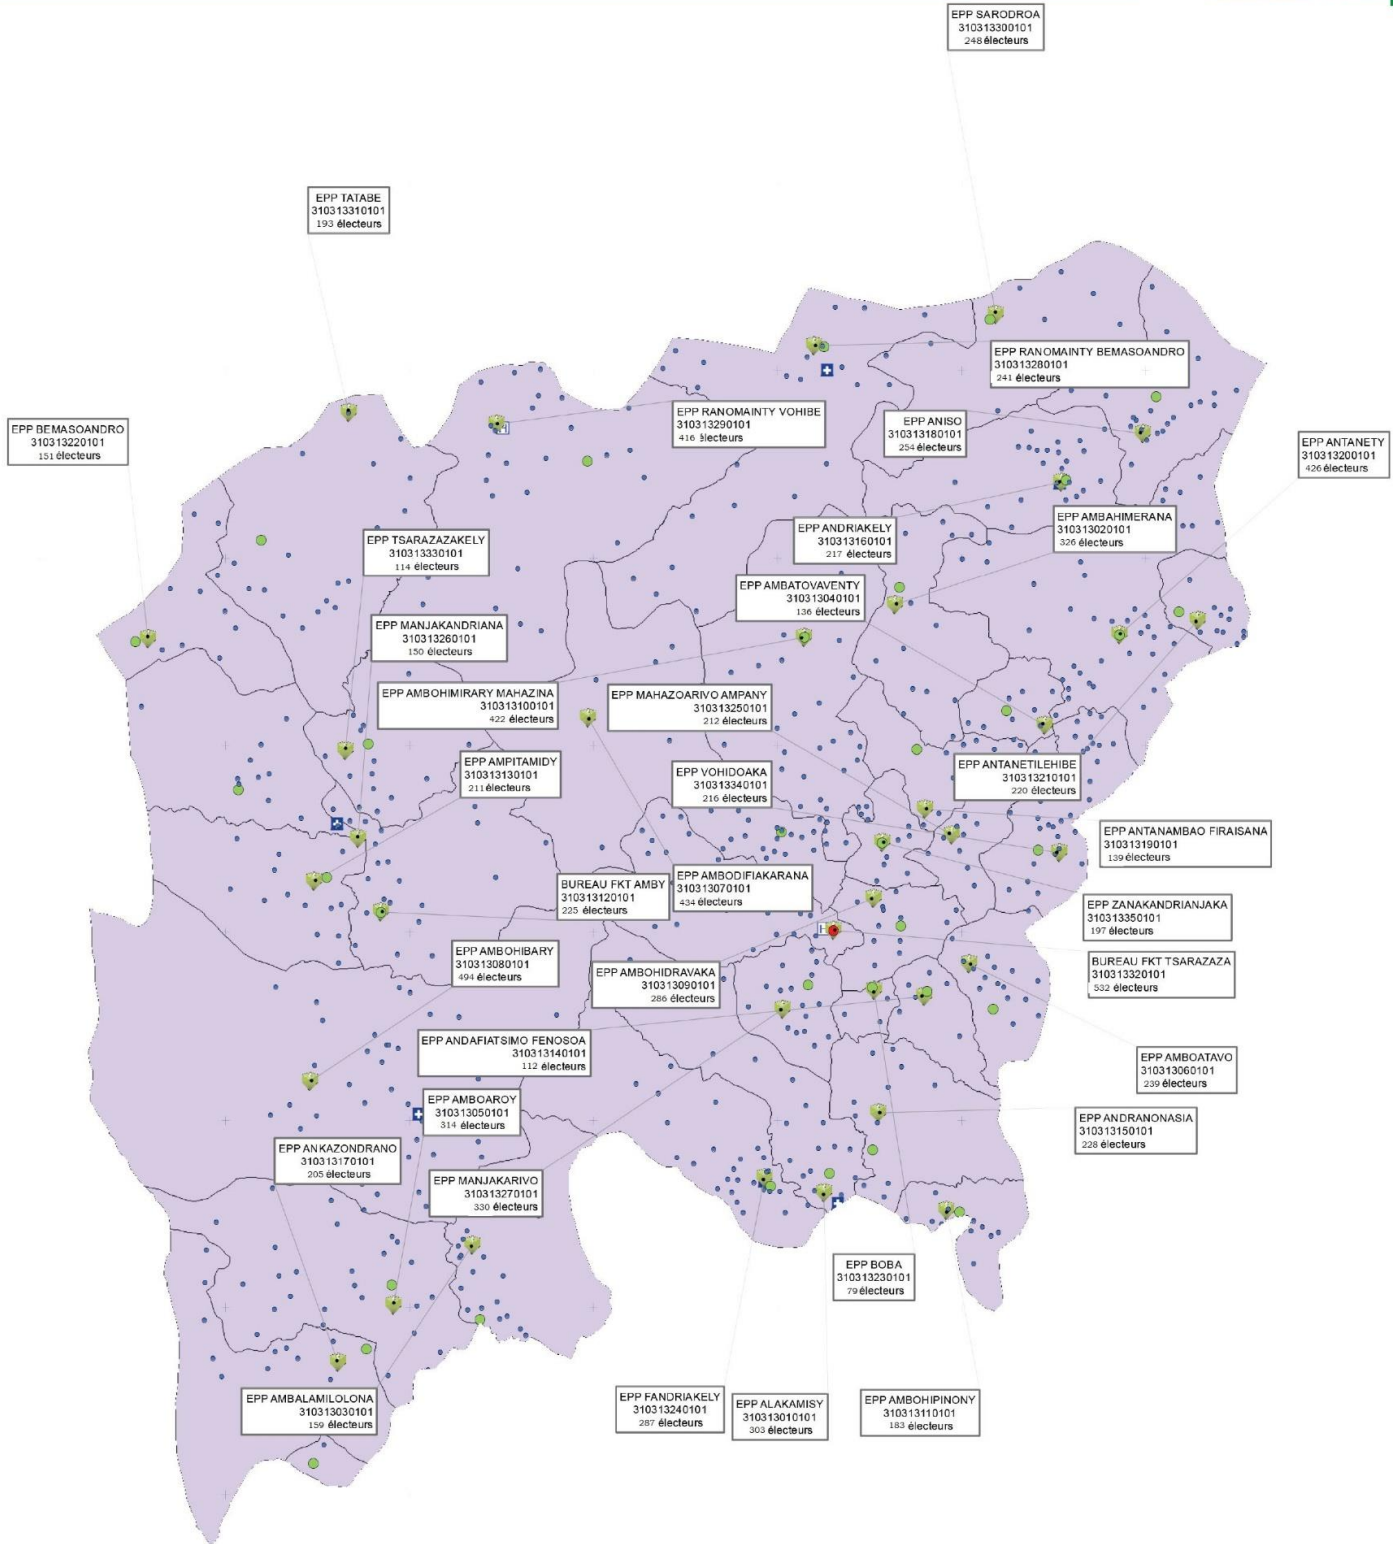 EPP SARODROA
310313300101
248 électeurs
EPP TATABE
310313310101
193 électeurs
EPP RANOMAINTY BEMASOANDRO
310313280101
241 électeurs
EPP RANOMAINTY VOHIBE
310313290101
416 électeurs
EPP ANISO
310313180101
254 électeurs
EPP BEMASOANDRO
310313220101
151 électeurs
EPP ANTANETY
310313200101
426 électeurs
EPP AMBAHIMERANA
310313020101
326 électeurs
EPP ANDRIAKELY
310313160101
217 électeurs
EPP TSARAZAZAKELY
310313330101
114 électeurs
EPP AMBATOVAVENTY
310313040101
136 électeurs
EPP MANJAKANDRIANA
310313260101
150 électeurs
EPP AMBOHIMIRARY MAHAZINA
310313100101
422 électeurs
EPP MAHAZOARIVO AMPANY
310313250101
212 électeurs
EPP AMPITAMIDY
310313130101
211 électeurs
EPP VOHIDOAKA
310313340101
216 électeurs
EPP ANTANETILEHIBE
310313210101
220 électeurs
EPP ANTANAMBAO FIRAISANA
310313190101
139 électeurs
BUREAU FKT AMBY
310313120101
225 électeurs
EPP AMBODIFIAKARANA
310313070101
434 électeurs
EPP ZANAKANDRIANJAKA
310313350101
197 électeurs
EPP AMBOHIBARY
310313080101
494 électeurs
EPP AMBOHIDRAVAKA
310313090101
286 électeurs
BUREAU FKT TSARAZAZA
310313320101
532 électeurs
H
EPP ANDAFIATSIMO FENOSOA
310313140101
112 électeurs
EPP AMBOATAVO
310313060101
239 électeurs
EPP AMBOAROY
310313050101
314 électeurs
EPP ANDRANONASIA
310313150101
228 électeurs
EPP ANKAZONDRANO
310313170101
205 électeurs
EPP MANJAKARIVO
310313270101
330 électeurs
EPP BOBA
310313230101
79 électeurs
EPP AMBALAMILOLONA
310313030101
159 électeurs
EPP FANDRIAKELY
310313240101
287 électeurs
EPP ALAKAMISY
310313010101
303 électeurs
EPP AMBOHIPINONY
310313110101
183 électeurs